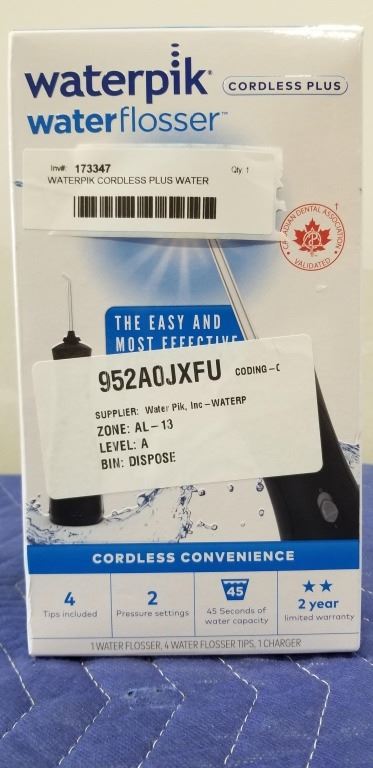 waterpik® CORDLESS PLUS
waterflosser™
Inv#: 173347 Qty. 1
WATERPIK CORDLESS PLUS WATER
CANADIAN DENTAL ASSOCIATION
VALIDATED
†
THE EASY AND
MOST EFFECTIVE
952A0JXFU CODING-C
SUPPLIER: Water Pik, Inc-WATERP
ZONE: AL-13
LEVEL: A
BIN: DISPOSE
CORDLESS CONVENIENCE
4
Tips included
2
Pressure settings
45
45 Seconds of
water capacity
★★
2 year
limited warranty
1 WATER FLOSSER, 4 WATER FLOSSER TIPS, 1 CHARGER